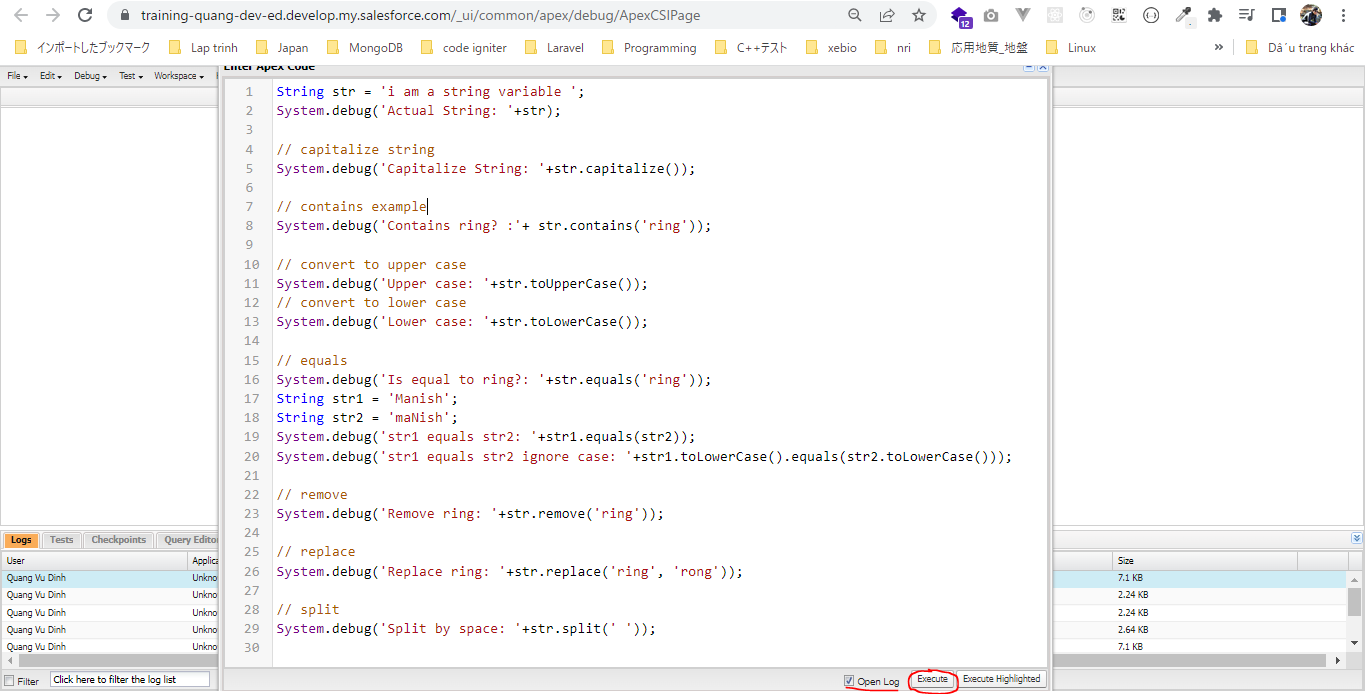 training-quang-dev-ed.develop.my.salesforce.com/_ui/common/apex/debug/ApexCSIPage
12
インポートしたブックマーク Lap trinh Japan MongoDB code igniter Laravel Programming C++テスト xebio nri 応用地質_地盤 Linux » Dấu trang khác
File Edit Debug Test Workspace
Enter Apex Code
1 String str = 'i am a string variable ';
2 System.debug('Actual String: '+str);
3
4 // capitalize string
5 System.debug('Capitalize String: '+str.capitalize());
6
7 // contains example
8 System.debug('Contains ring? :'+ str.contains('ring'));
9
10 // convert to upper case
11 System.debug('Upper case: '+str.toUpperCase());
12 // convert to lower case
13 System.debug('Lower case: '+str.toLowerCase());
14
15 // equals
16 System.debug('Is equal to ring?: '+str.equals('ring'));
17 String str1 = 'Manish';
18 String str2 = 'maNish';
19 System.debug('str1 equals str2: '+str1.equals(str2));
20 System.debug('str1 equals str2 ignore case: '+str1.toLowerCase().equals(str2.toLowerCase()));
21
22 // remove
23 System.debug('Remove ring: '+str.remove('ring'));
24
25 // replace
26 System.debug('Replace ring: '+str.replace('ring', 'rong'));
27
28 // split
29 System.debug('Split by space: '+str.split(' '));
30
Logs Tests Checkpoints Query Edito
User Applica Size
Quang Vu Dinh Unkno 7.1 KB
Quang Vu Dinh Unkno 2.24 KB
Quang Vu Dinh Unkno 2.24 KB
Quang Vu Dinh Unkno 2.64 KB
Quang Vu Dinh Unkno 7.1 KB
Filter Click here to filter the log list Open Log Execute Execute Highlighted